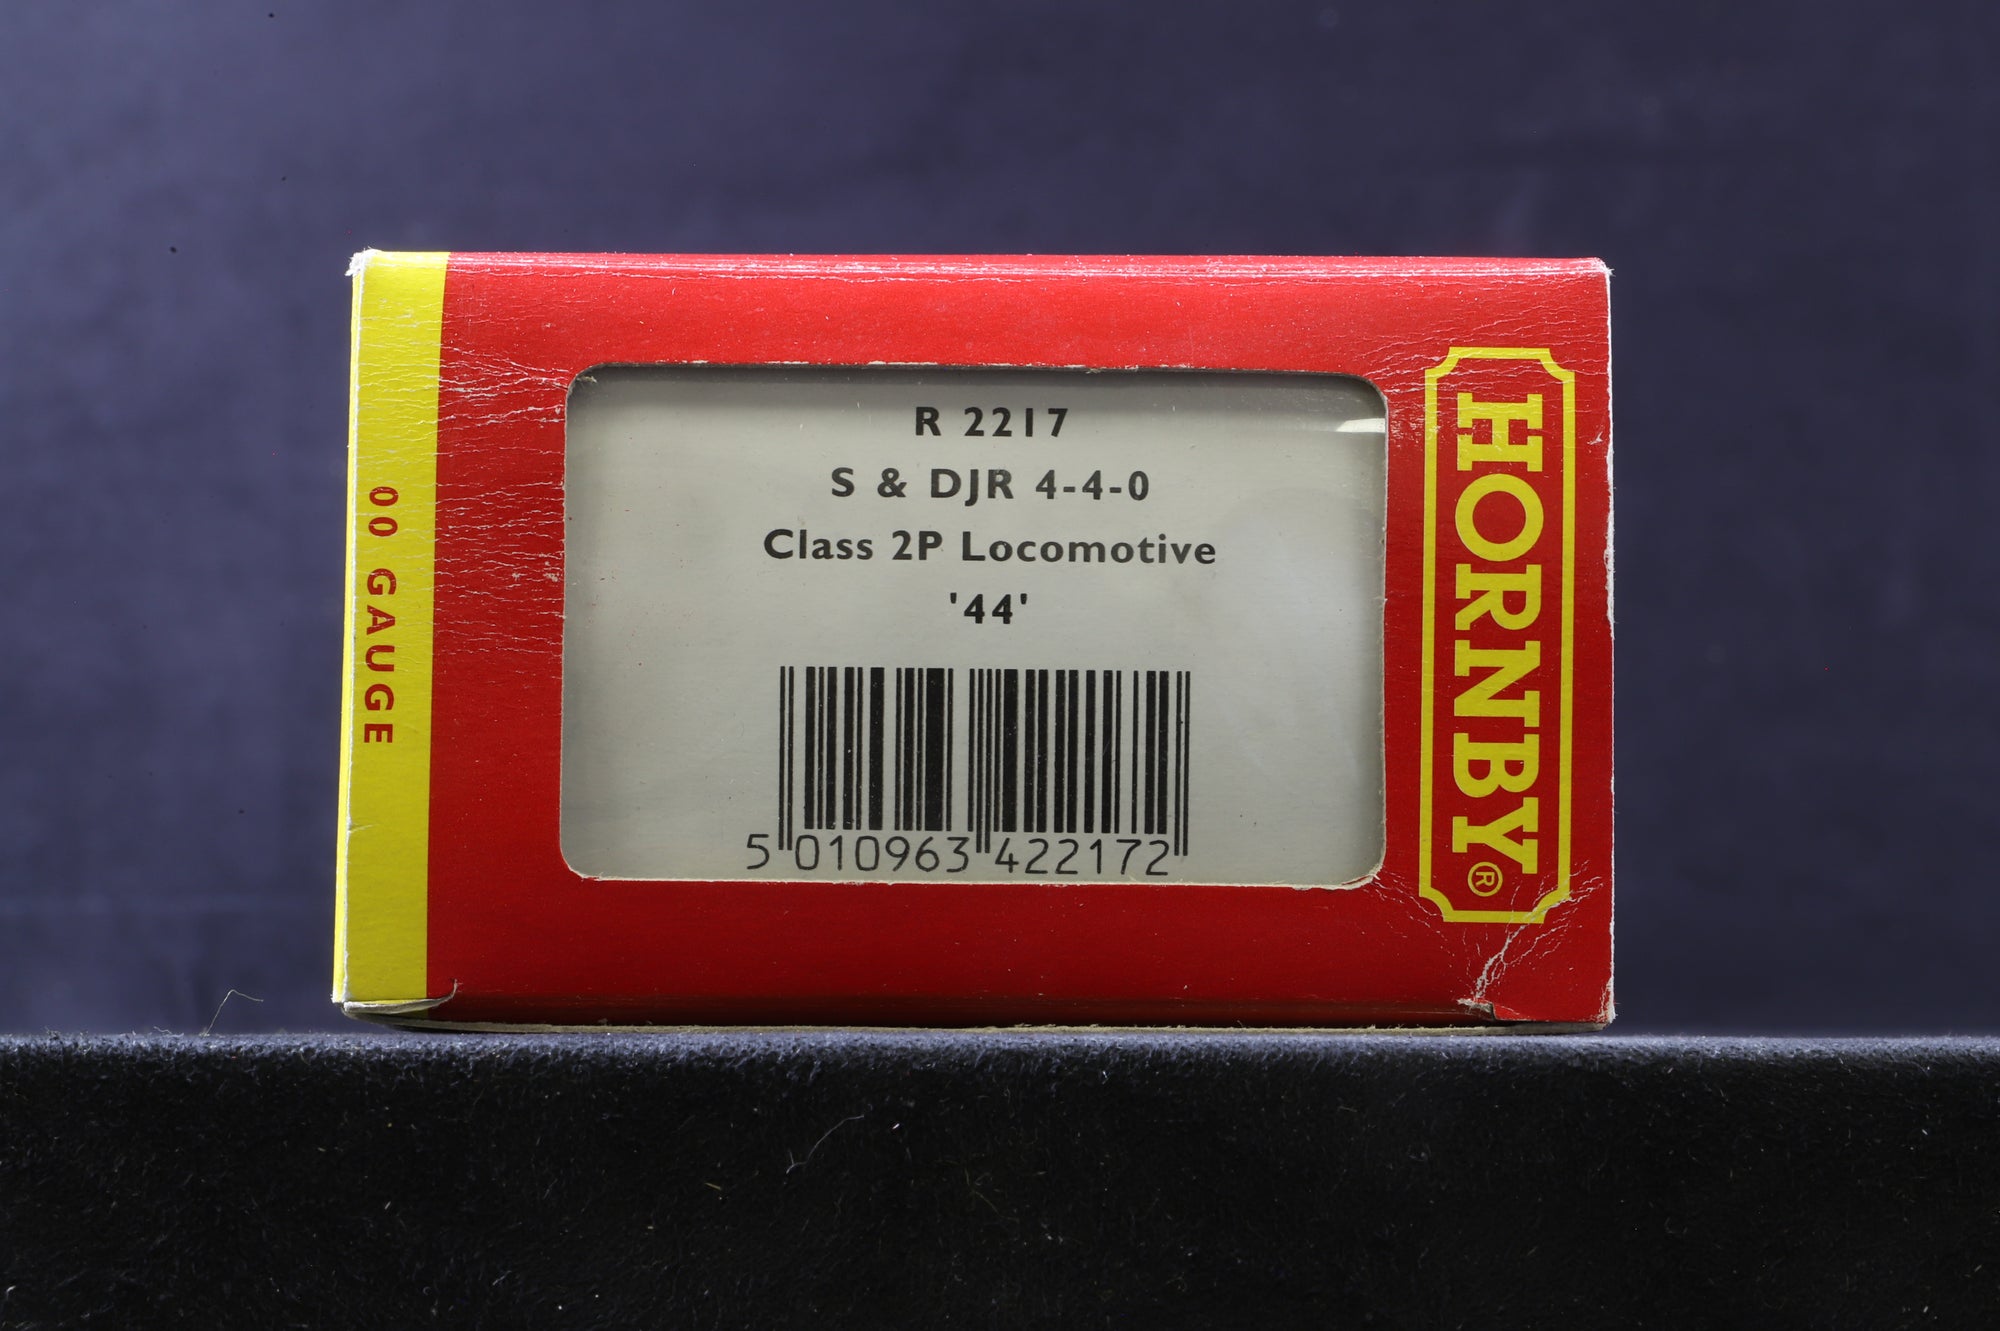 00 GAUGE
R 2217
S & DJR 4-4-0
Class 2P Locomotive
'44'
5 010963 422172
HORNBY®